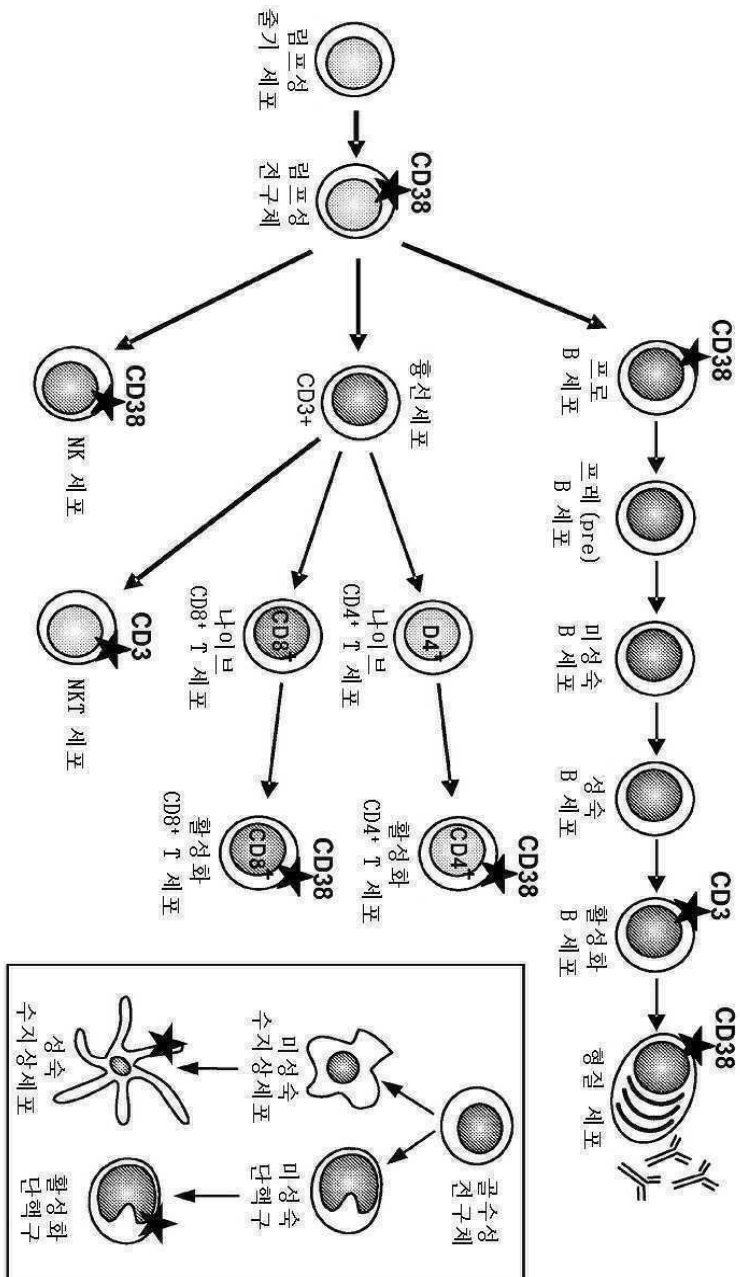 림프성
줄기 세포
CD38
림프성
전구체
CD38
프로
B 세포
프레(pre)
B 세포
미성숙
B 세포
성숙
B 세포
CD3
활성화
B 세포
CD38
형질 세포
흉선세포
CD3+
D4+
나이브
CD4+ T 세포
CD38
CD4+
활성화
CD4+ T 세포
CD8+
나이브
CD8+ T 세포
CD38
CD8+
활성화
CD8+ T 세포
CD38
NK 세포
CD3
NKT 세포
골수성
전구체
미성숙
수지상세포
성숙
수지상세포
미성숙
단핵구
활성화
단핵구